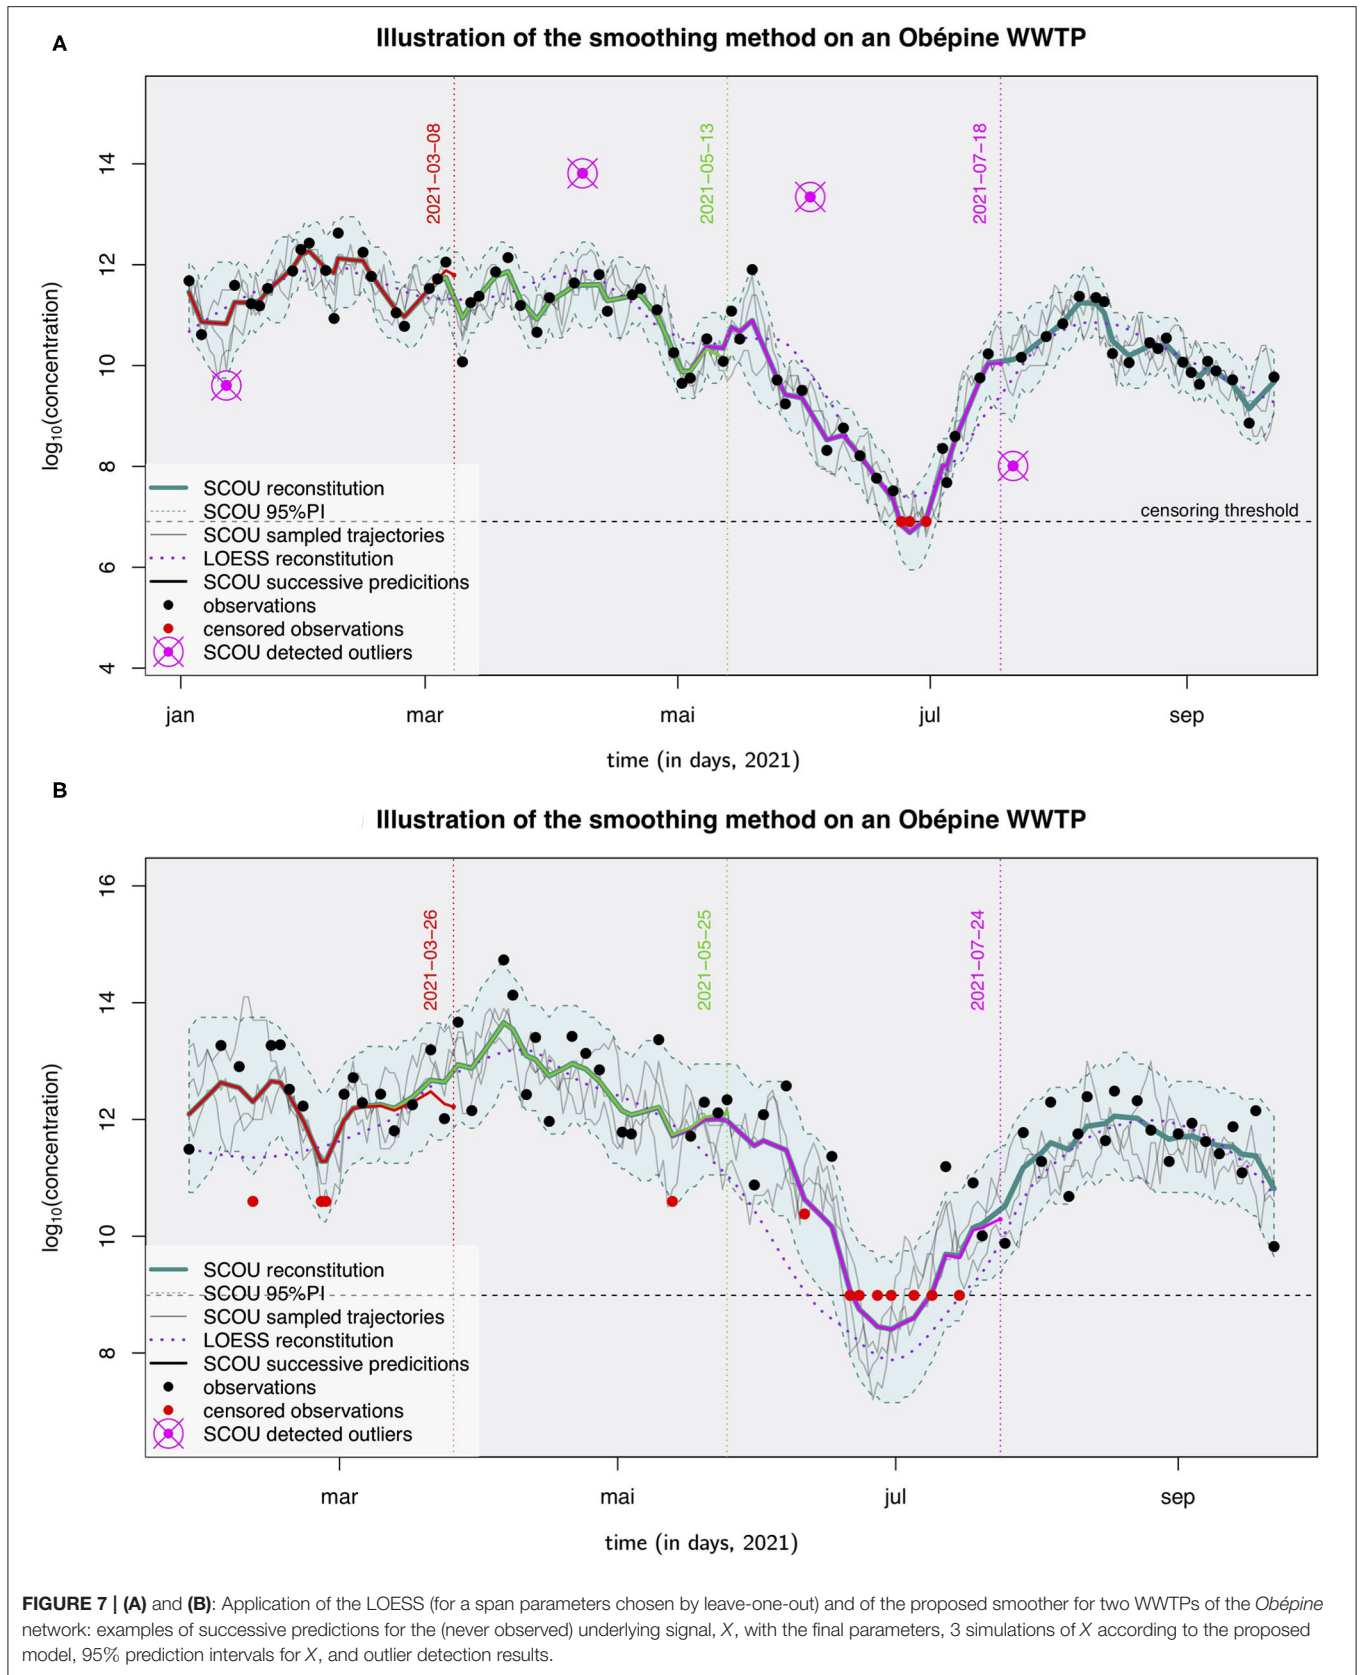 A
Illustration of the smoothing method on an Obépine WWTP
log10(concentration)
14
12
10
8
6
4
2021−03−08
2021−05−13
2021−07−18
censoring threshold
SCOU reconstitution
SCOU 95%PI
SCOU sampled trajectories
LOESS reconstitution
SCOU successive predicitions
observations
censored observations
SCOU detected outliers
jan
mar
mai
jul
sep
time (in days, 2021)
B
Illustration of the smoothing method on an Obépine WWTP
log10(concentration)
16
14
12
10
8
2021−03−26
2021−05−25
2021−07−24
SCOU reconstitution
SCOU 95%PI
SCOU sampled trajectories
LOESS reconstitution
SCOU successive predicitions
observations
censored observations
SCOU detected outliers
mar
mai
jul
sep
time (in days, 2021)
FIGURE 7 | (A) and (B): Application of the LOESS (for a span parameters chosen by leave-one-out) and of the proposed smoother for two WWTPs of the Obépine
network: examples of successive predictions for the (never observed) underlying signal, X, with the final parameters, 3 simulations of X according to the proposed
model, 95% prediction intervals for X, and outlier detection results.